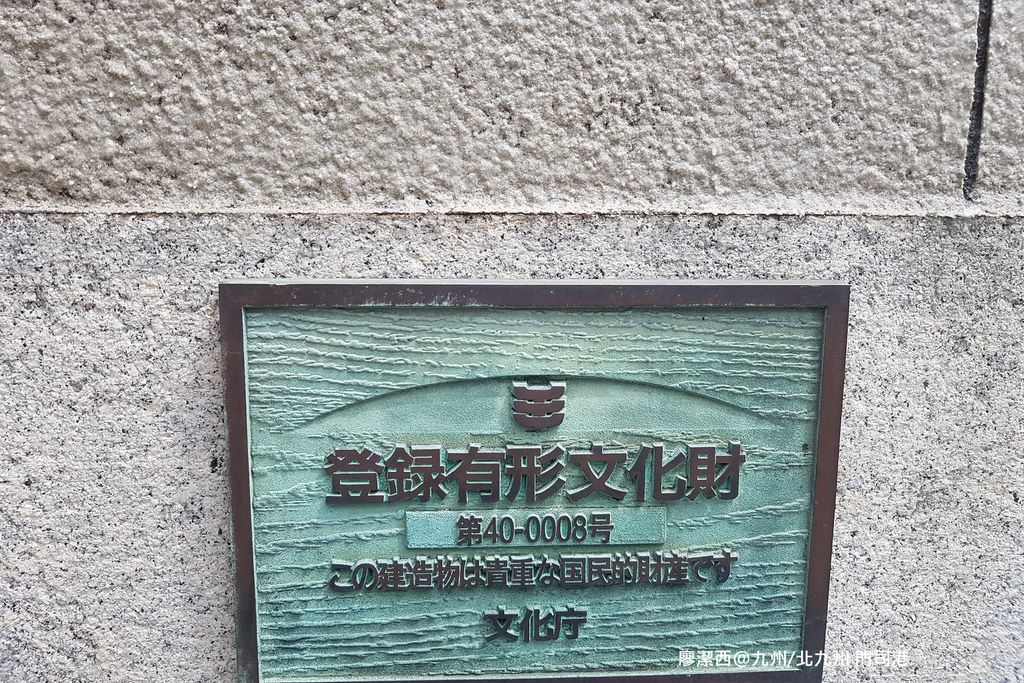 登録有形文化財
第40-0008号
この建造物は貴重な国民的財産です
文化庁
廖潔西@九州/北九州 門司港